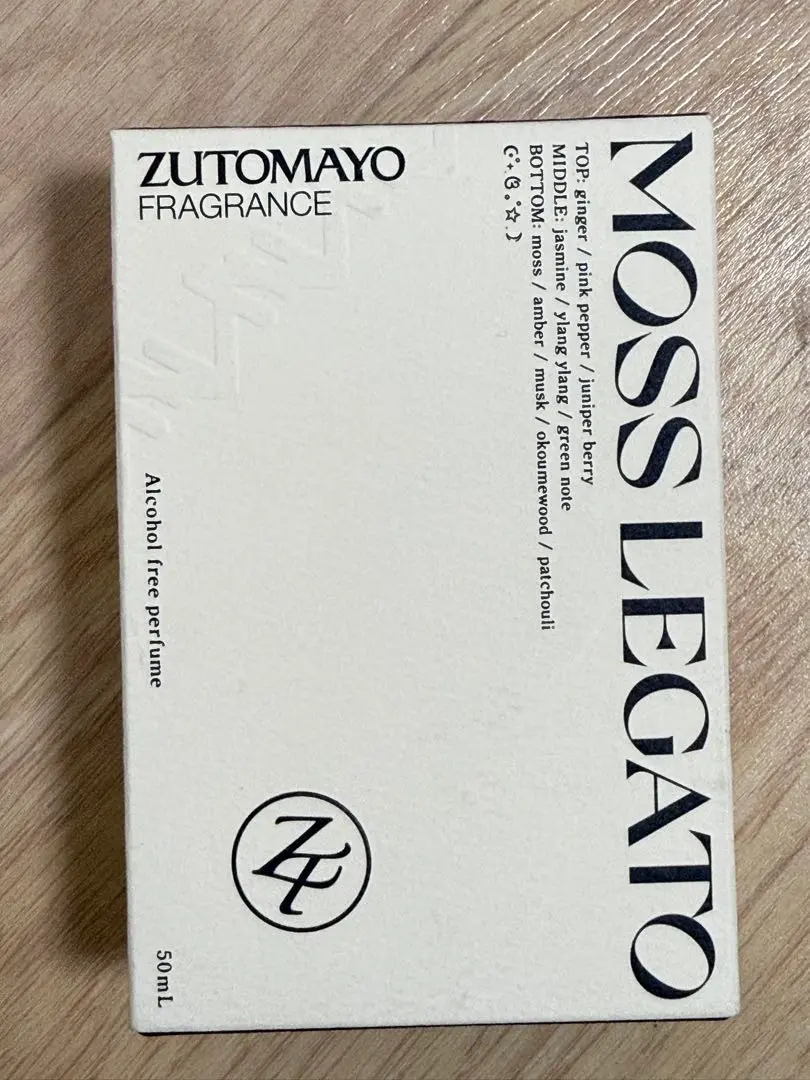 ZUTOMAYO
FRAGRANCE
MOSS LEGATO
TOP: ginger / pink pepper / juniper berry
MIDDLE: jasmine / ylang ylang / green note
BOTTOM: moss / amber / musk / okoumewood / patchouli
Alcohol free perfume
50mL